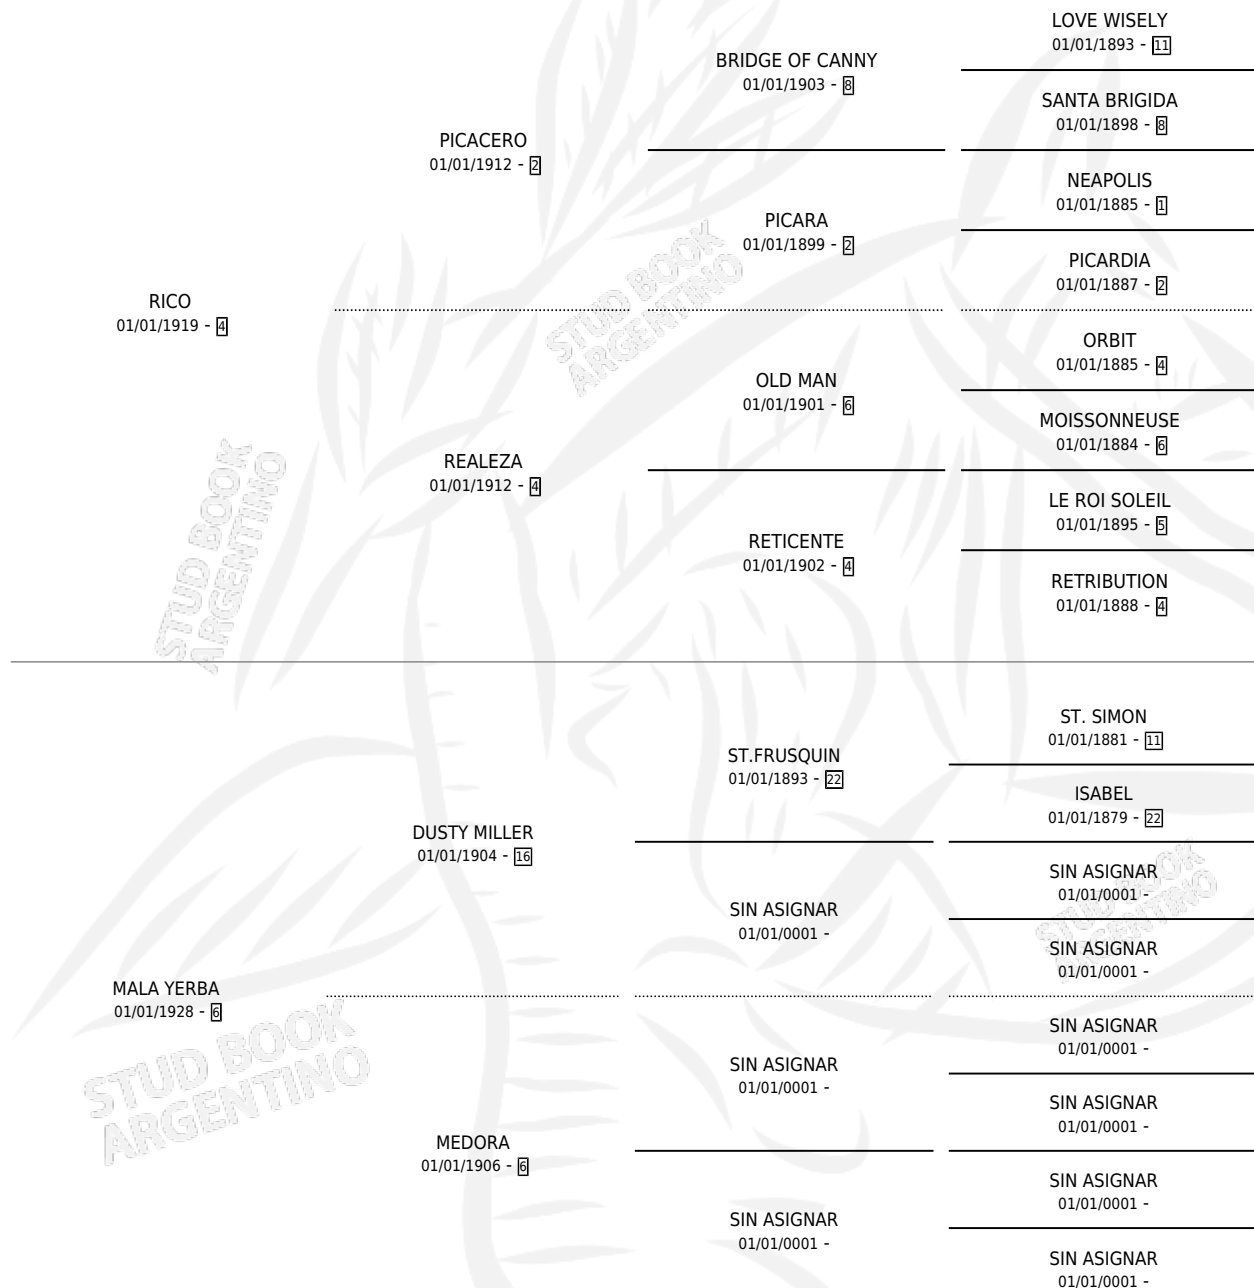 LOVE WISELY
01/01/1893 - 11
BRIDGE OF CANNY
01/01/1903 - 8
SANTA BRIGIDA
01/01/1898 - 8
PICACERO
01/01/1912 - 2
NEAPOLIS
01/01/1885 - 1
PICARA
01/01/1899 - 2
PICARDIA
01/01/1887 - 2
RICO
01/01/1919 - 4
ORBIT
01/01/1885 - 4
OLD MAN
01/01/1901 - 6
MOISSONNEUSE
01/01/1884 - 6
REALEZA
01/01/1912 - 4
LE ROI SOLEIL
01/01/1895 - 5
RETICENTE
01/01/1902 - 4
RETRIBUTION
01/01/1888 - 4
ST. SIMON
01/01/1881 - 11
ST.FRUSQUIN
01/01/1893 - 22
ISABEL
01/01/1879 - 22
DUSTY MILLER
01/01/1904 - 16
SIN ASIGNAR
01/01/0001 -
SIN ASIGNAR
01/01/0001 -
SIN ASIGNAR
01/01/0001 -
MALA YERBA
01/01/1928 - 6
SIN ASIGNAR
01/01/0001 -
SIN ASIGNAR
01/01/0001 -
SIN ASIGNAR
01/01/0001 -
MEDORA
01/01/1906 - 6
SIN ASIGNAR
01/01/0001 -
SIN ASIGNAR
01/01/0001 -
SIN ASIGNAR
01/01/0001 -
STUD BOOK
ARGENTINO
STUD BOOK
ARGENTINO
STUD BOOK
ARGENTINO
STUD BOOK
ARGENTINO